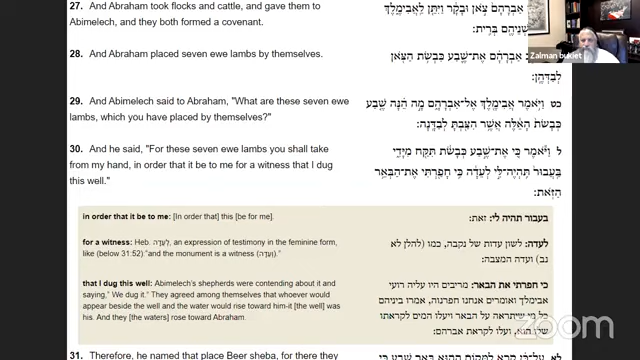 27. And Abraham took flocks and cattle, and gave them to
Abimelech, and they both formed a covenant.
אַבְרָהָם צֹאן וּבָקָר וַיִּתֵּן לַאֲבִימֶלֶךְ
שְׁנֵיהֶם בְּרִית:
28. And Abraham placed seven ewe lambs by themselves.
אַבְרָהָם אֶת־שֶׁבַע כִּבְשֹׂת הַצֹּאן
לְבַדְּהֶן:
29. And Abimelech said to Abraham, "What are these seven ewe
lambs, which you have placed by themselves?"
כט וַיֹּאמֶר אֲבִימֶלֶךְ אֶל־אַבְרָהָם מָה הֵנָּה שֶׁבַע
כְּבָשֹׂת הָאֵלֶּה אֲשֶׁר הִצַּבְתָּ לְבַדָּנָה:
30. And he said, "For these seven ewe lambs you shall take
from my hand, in order that it be to me for a witness that I dug
this well."
ל וַיֹּאמֶר כִּי אֶת־שֶׁבַע כְּבָשֹׂת תִּקַּח מִיָּדִי
בַּעֲבוּר תִּהְיֶה־לִּי לְעֵדָה כִּי חָפַרְתִּי אֶת־הַבְּאֵר
הַזֹּאת:
in order that it be to me: [In order that] this [be for me].
בעבור תהיה לי: זאת:
for a witness: Heb. לְעֵדָה, an expression of testimony in the feminine form,
like (below 31:52) "and the monument is a witness (וְעֵדָה)."
לעדה: לשון עדות של נקבה, כמו (להלן לא
נב) ועדה המצבה:
that I dug this well: Abimelech's shepherds were contending about it and
saying," We dug it." They agreed among themselves that whoever would
appear beside the well and the water would rise toward him-it [the well] was
his. And they [the waters] rose toward Abraham.
כי חפרתי את הבאר: מריבים היו עליה רועי
אבימלך ואומרים אנחנו חפרנוה, אמרו ביניהם
כל מי שיתראה על הבאר ויעלו המים לקראתו
שלו הוא, ועלו לקראת אברהם:
31. Therefore, he named that place Beer sheba, for there they
לא עַל־כֵּן קָרָא לַמָּקוֹם הַהוּא בְּאֵר שָׁבַע כִּי
Zalman bukiet
zoom